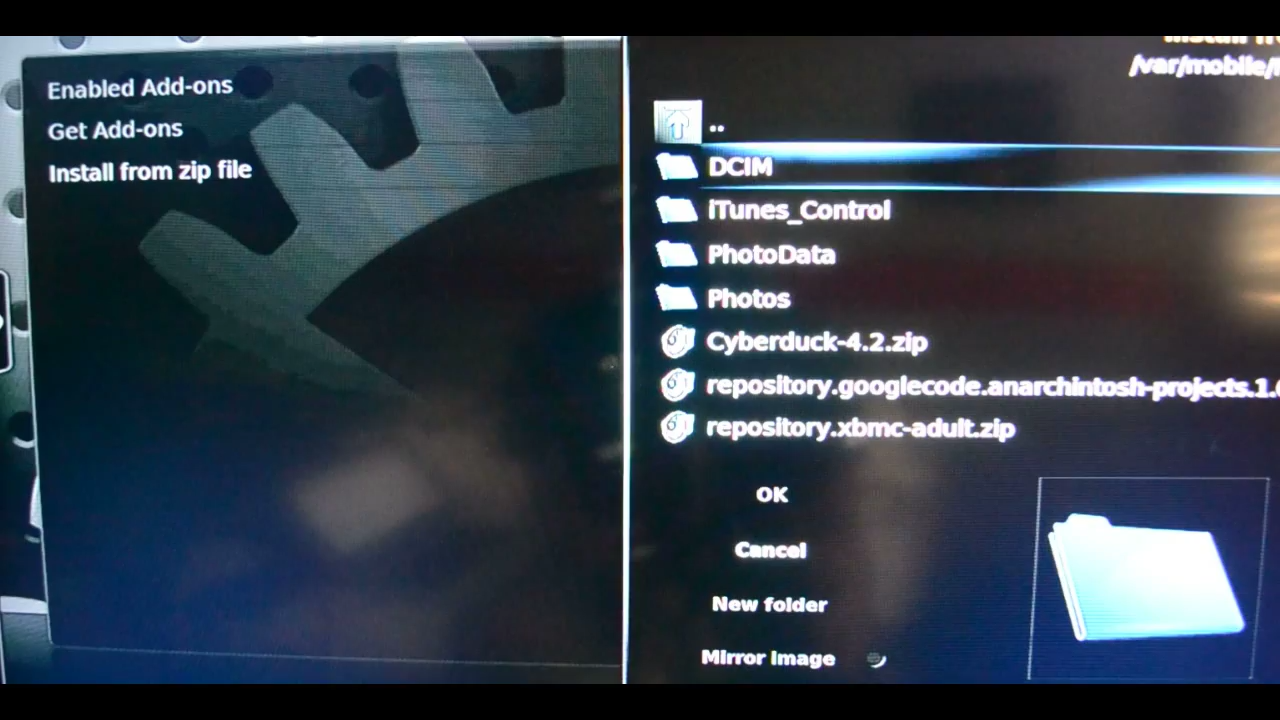 Enabled Add-ons
Get Add-ons
Install from zip file
/var/mobile/
..
DCIM
iTunes_Control
PhotoData
Photos
Cyberduck-4.2.zip
repository.googlecode.anarchintosh-projects.1.
repository.xbmc-adult.zip
OK
Cancel
New folder
Mirror Image